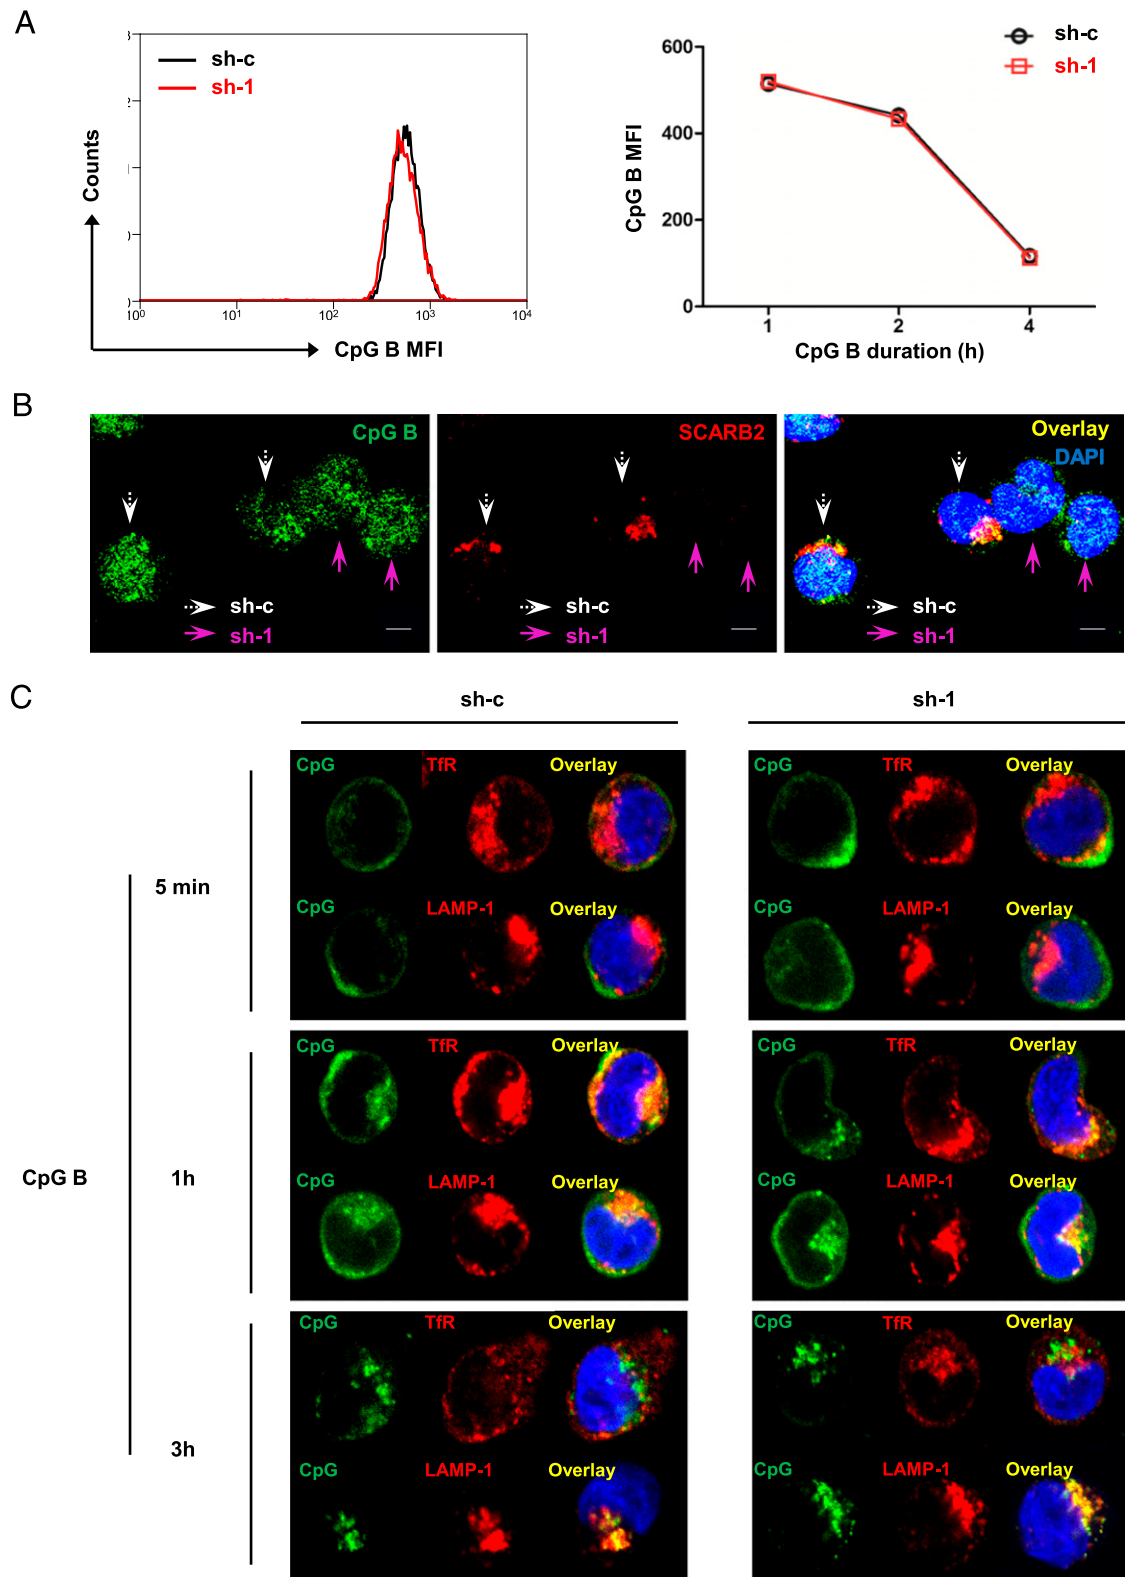 A
sh-c
sh-1
Counts
10⁰ 10¹ 10² 10³ 10⁴
CpG B MFI
sh-c
sh-1
CpG B MFI
600
400
200
0
1 2 4
CpG B duration (h)
B
CpG B
sh-c
sh-1
SCARB2
sh-c
sh-1
Overlay
DAPI
sh-c
sh-1
C
sh-c sh-1
CpG B
5 min
CpG TfR Overlay CpG TfR Overlay
CpG LAMP-1 Overlay CpG LAMP-1 Overlay
1h
CpG TfR Overlay CpG TfR Overlay
CpG LAMP-1 Overlay CpG LAMP-1 Overlay
3h
CpG TfR Overlay CpG TfR Overlay
CpG LAMP-1 Overlay CpG LAMP-1 Overlay